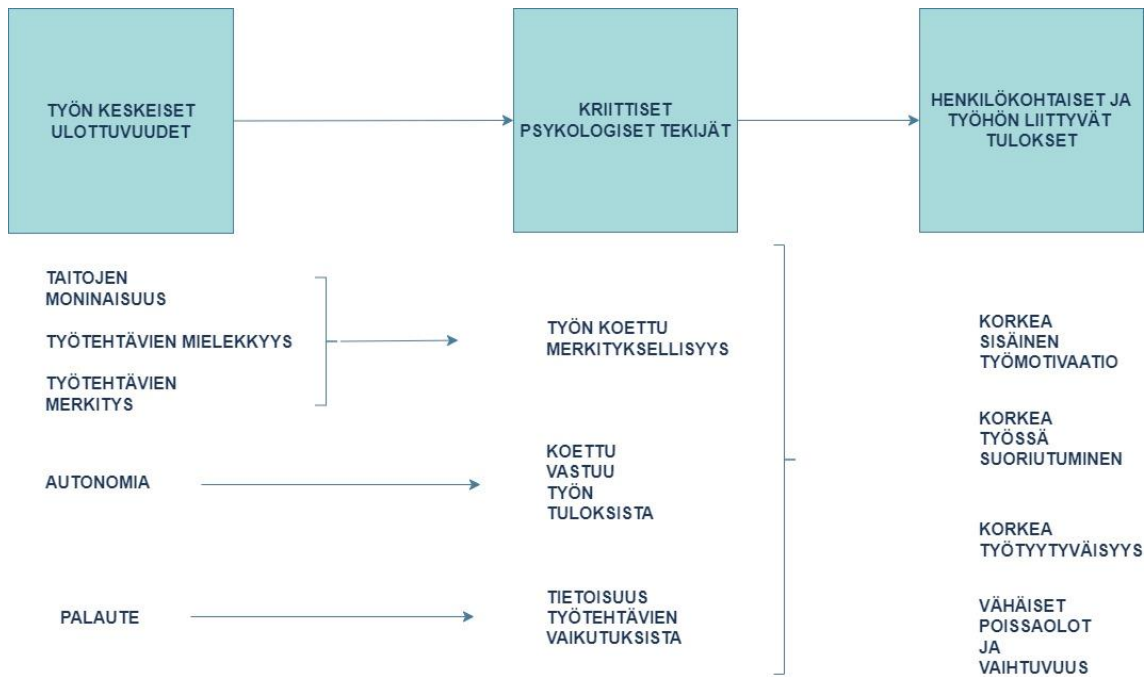 TYÖN KESKEISET
ULOTTUVUUDET
KRIITTISET
PSYKOLOGISET TEKIJÄT
HENKILÖKOHTAISET JA
TYÖHÖN LIITTYVÄT
TULOKSET
TAITOJEN
MONINAISUUS
TYÖTEHTÄVIEN MIELEKKYYS
TYÖTEHTÄVIEN
MERKITYS
TYÖN KOETTU
MERKITYKSELLISYYS
AUTONOMIA
KOETTU
VASTUU
TYÖN
TULOKSISTA
PALAUTE
TIETOISUUS
TYÖTEHTÄVIEN
VAIKUTUKSISTA
KORKEA
SISÄINEN
TYÖMOTIVAATIO
KORKEA
TYÖSSÄ
SUORIUTUMINEN
KORKEA
TYÖTYYTYVÄISYYS
VÄHÄISET
POISSAOLOT
JA
VAIHTUVUUS